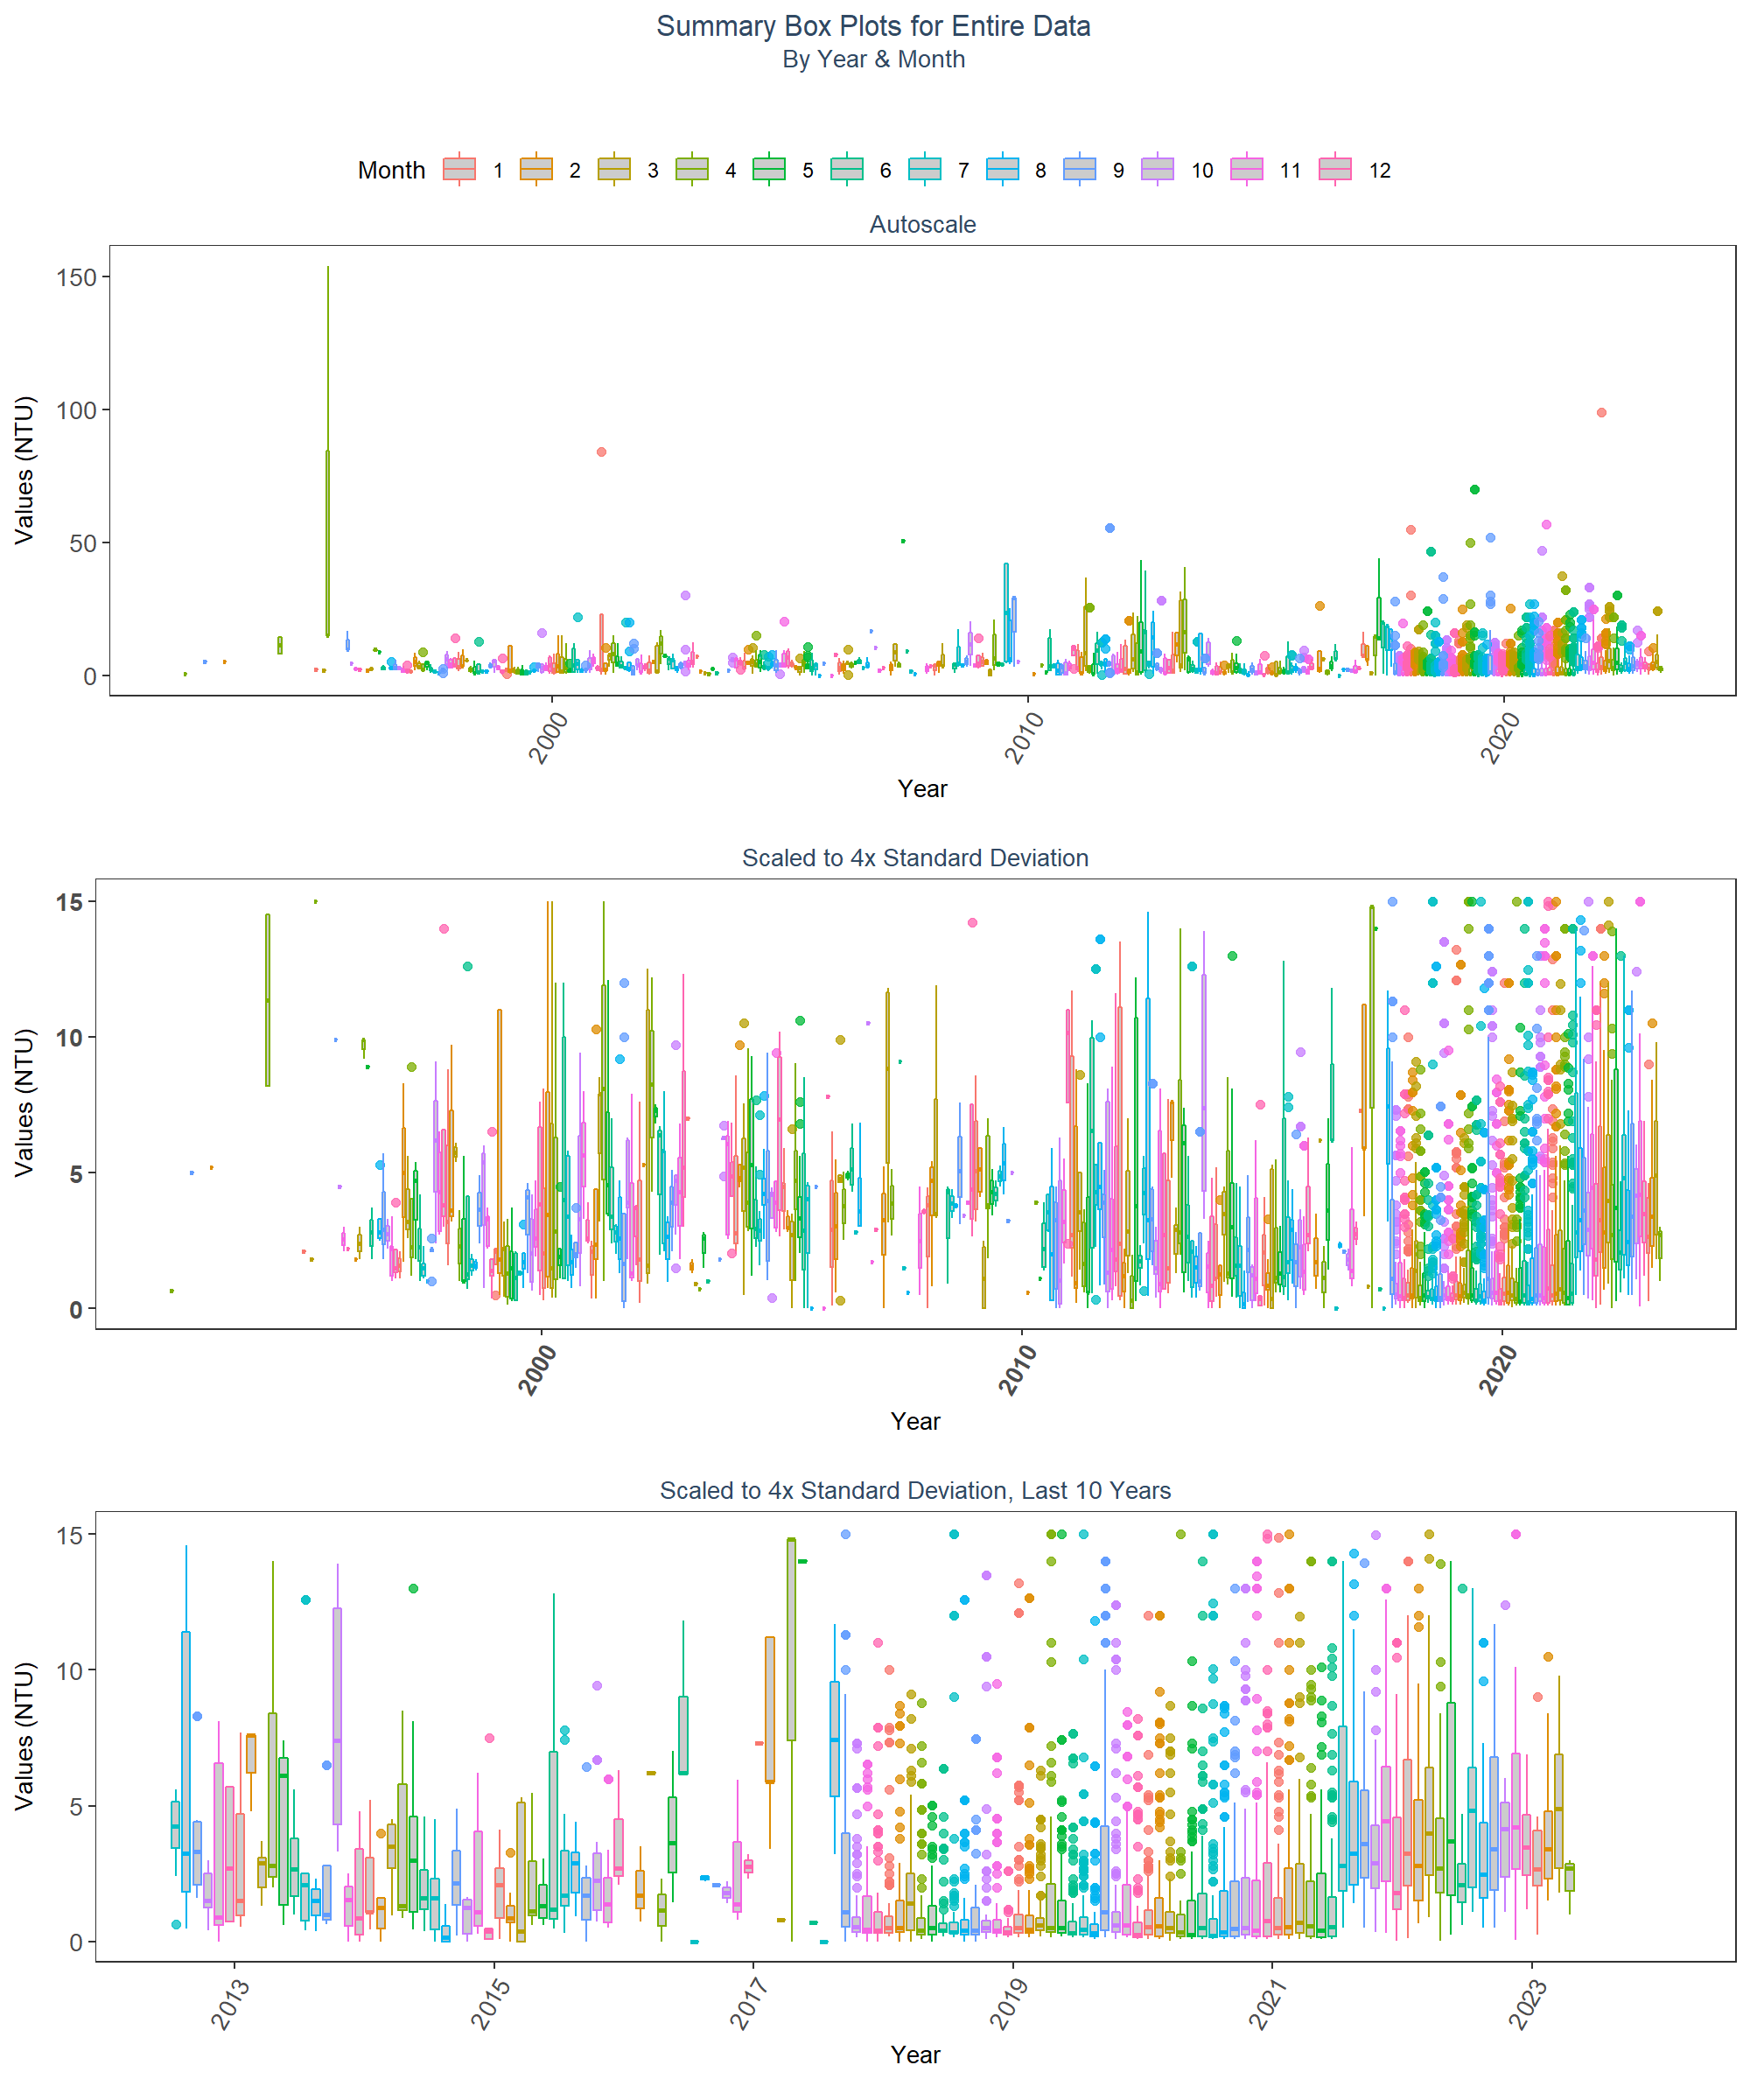 Summary Box Plots for Entire Data
By Year & Month
Month 1 2 3 4 5 6 7 8 9 10 11 12
Autoscale
Values (NTU)
150
100
50
0
2000 2010 2020
Year
Scaled to 4x Standard Deviation
Values (NTU)
15
10
5
0
2000 2010 2020
Year
Scaled to 4x Standard Deviation, Last 10 Years
Values (NTU)
15
10
5
0
2013 2015 2017 2019 2021 2023
Year